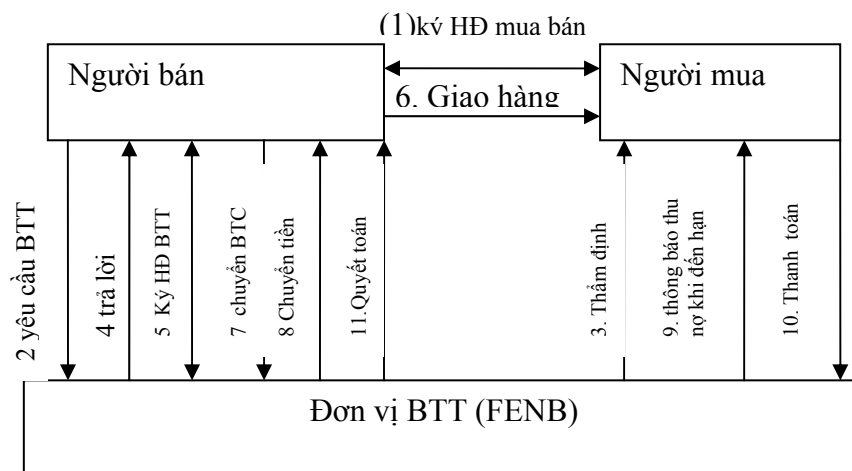 (1)ký HĐ mua bán
Người bán
Người mua
6. Giao hàng
2 yêu cầu BTT
4 trả lời
5 Ký HĐ BTT
7 chuyển BTC
8 Chuyển tiền
11.Quyết toán
3. Thẩm định
9. thông báo thu
nợ khi đến hạn
10. Thanh toán
Đơn vị BTT (FENB)